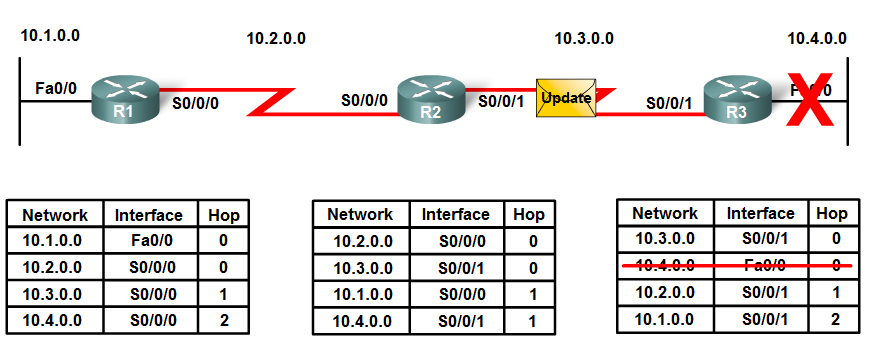 10.1.0.0 10.2.0.0 10.3.0.0 10.4.0.0
Fa0/0 R1 S0/0/0 S0/0/0 R2 S0/0/1 Update S0/0/1 R3
Network Interface Hop
10.1.0.0 Fa0/0 0
10.2.0.0 S0/0/0 0
10.3.0.0 S0/0/0 1
10.4.0.0 S0/0/0 2
Network Interface Hop
10.2.0.0 S0/0/0 0
10.3.0.0 S0/0/1 0
10.1.0.0 S0/0/0 1
10.4.0.0 S0/0/1 1
Network Interface Hop
10.3.0.0 S0/0/1 0
10.4.0.0 Fa0/0 0
10.2.0.0 S0/0/1 1
10.1.0.0 S0/0/1 2